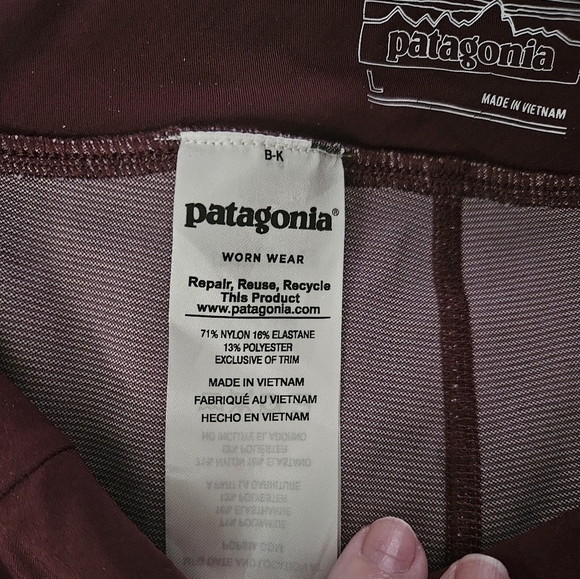 patagonia
L
MADE IN VIETNAM
B-K
patagonia®
WORN WEAR
Repair, Reuse, Recycle
This Product
www.patagonia.com
71% NYLON 16% ELASTANE
13% POLYESTER
EXCLUSIVE OF TRIM
MADE IN VIETNAM
FABRIQUÉ AU VIETNAM
HECHO EN VIETNAM